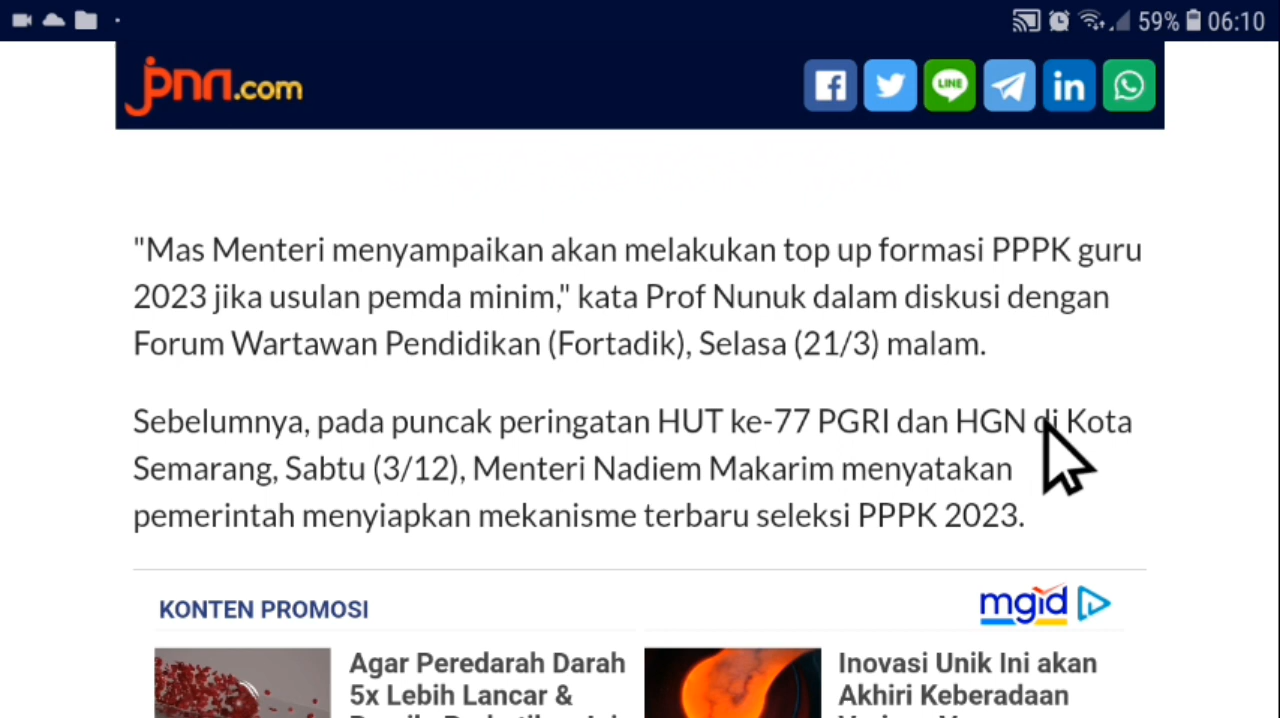 59% 06:10
jpnn.com
LINE
"Mas Menteri menyampaikan akan melakukan top up formasi PPPK guru
2023 jika usulan pemda minim," kata Prof Nunuk dalam diskusi dengan
Forum Wartawan Pendidikan (Fortadik), Selasa (21/3) malam.
Sebelumnya, pada puncak peringatan HUT ke-77 PGRI dan HGN di Kota
Semarang, Sabtu (3/12), Menteri Nadiem Makarim menyatakan
pemerintah menyiapkan mekanisme terbaru seleksi PPPK 2023.
KONTEN PROMOSI
mgid
Agar Peredarah Darah
5x Lebih Lancar &
Inovasi Unik Ini akan
Akhiri Keberadaan